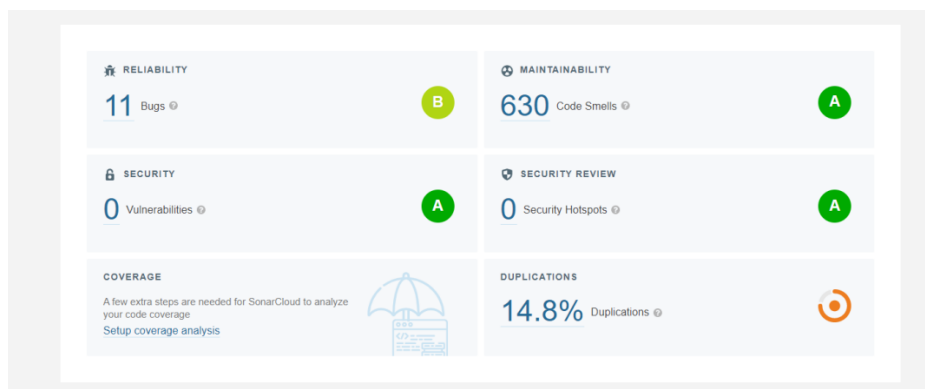 RELIABILITY
11 Bugs
B
MAINTAINABILITY
630 Code Smells
A
SECURITY
0 Vulnerabilities
A
SECURITY REVIEW
0 Security Hotspots
A
COVERAGE
A few extra steps are needed for SonarCloud to analyze
your code coverage
Setup coverage analysis
DUPLICATIONS
14.8% Duplications